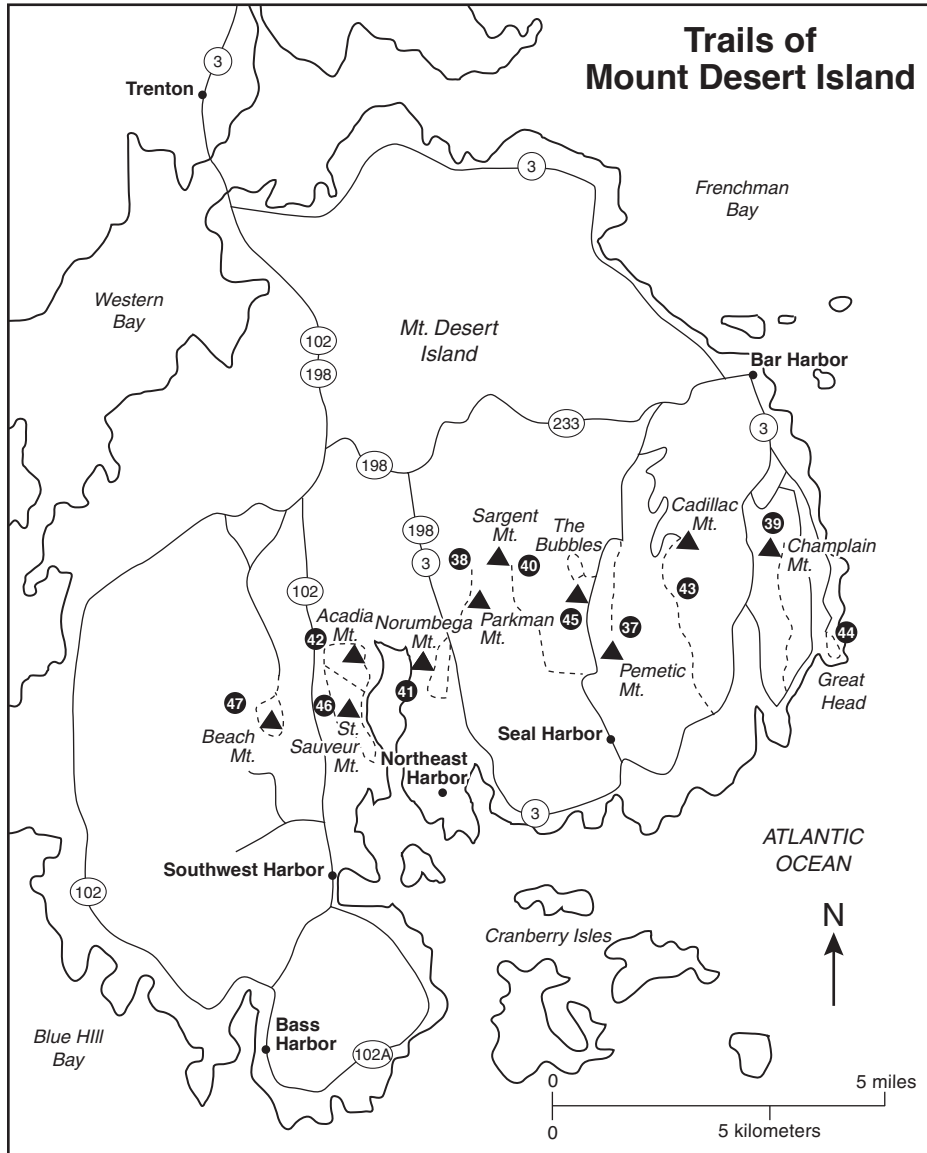 Trails of
Mount Desert Island
3
Trenton
3
Frenchman
Bay
Western
Bay
Mt. Desert
Island
102
198
Bar Harbor
233
3
198
198
3
Sargent
Mt.
The
Bubbles
Cadillac
Mt.
39
Champlain
Mt.
38
40
43
102
Acadia
Mt.
42
Norumbega
Mt.
Parkman
Mt.
45
37
Pemetic
Mt.
44
Great
Head
41
47
46
Beach
Mt.
St.
Sauveur
Mt.
Seal Harbor
Northeast
Harbor
3
ATLANTIC
OCEAN
Southwest Harbor
102
N
Cranberry Isles
Blue HIll
Bay
Bass
Harbor
102A
0
5 miles
0
5 kilometers